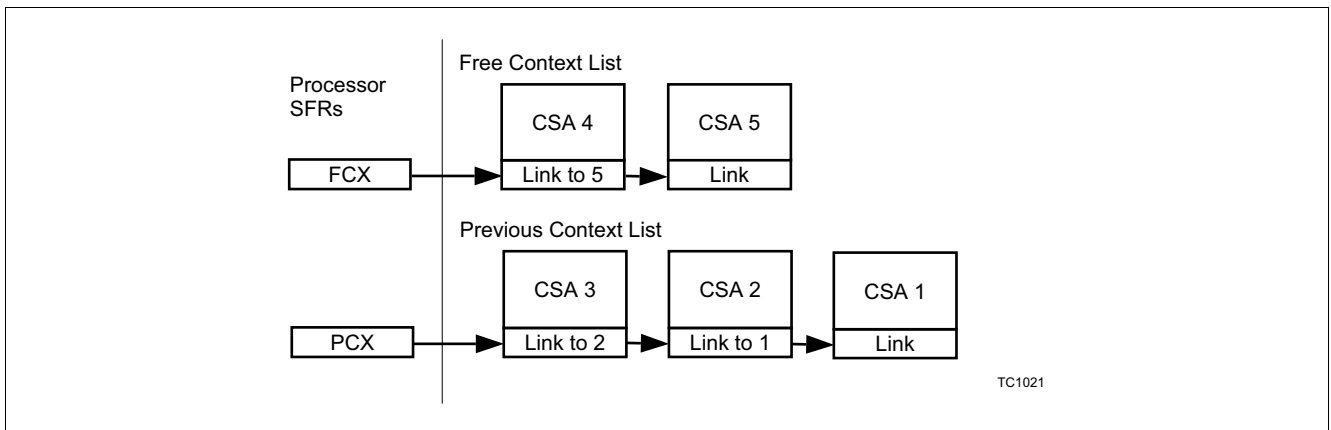 Processor
SFRs
Free Context List
CSA 4
CSA 5
FCX
Link to 5
Link
Previous Context List
CSA 3
CSA 2
CSA 1
PCX
Link to 2
Link to 1
Link
TC1021